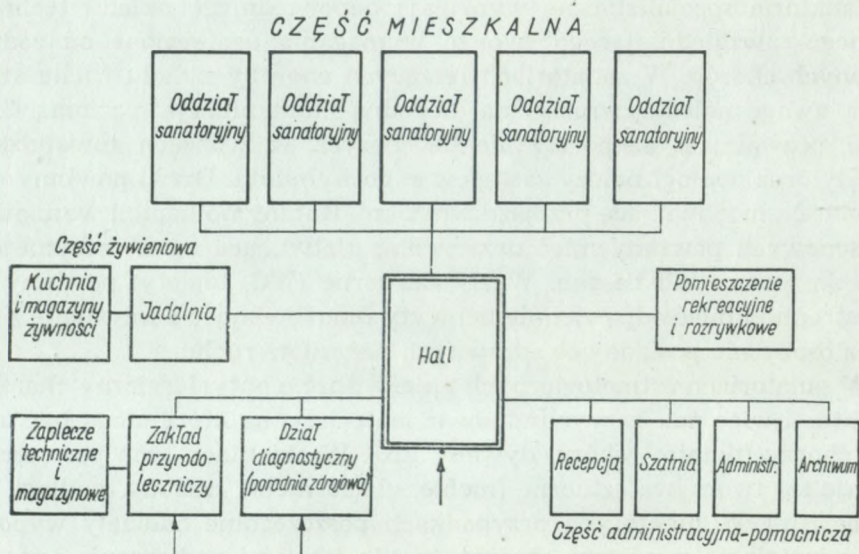 CZĘŚĆ MIESZKALNA
Oddział
sanatoryjny
Oddział
sanatoryjny
Oddział
sanatoryjny
Oddział
sanatoryjny
Oddział
sanatoryjny
Część żywieniowa
Kuchnia
i magazyny
żywności
Jadalnia
Hall
Pomieszczenie
rekreacyjne
i rozrywkowe
Zaplecze
techniczne
i
magazynowe
Zakład
przyrodo-
leczniczy
Dział
diagnostyczny
(poradnia zdrojowa)
Recepcja
Szatnia
Administr.
Archiwum
Część administracyjna-pomocnicza